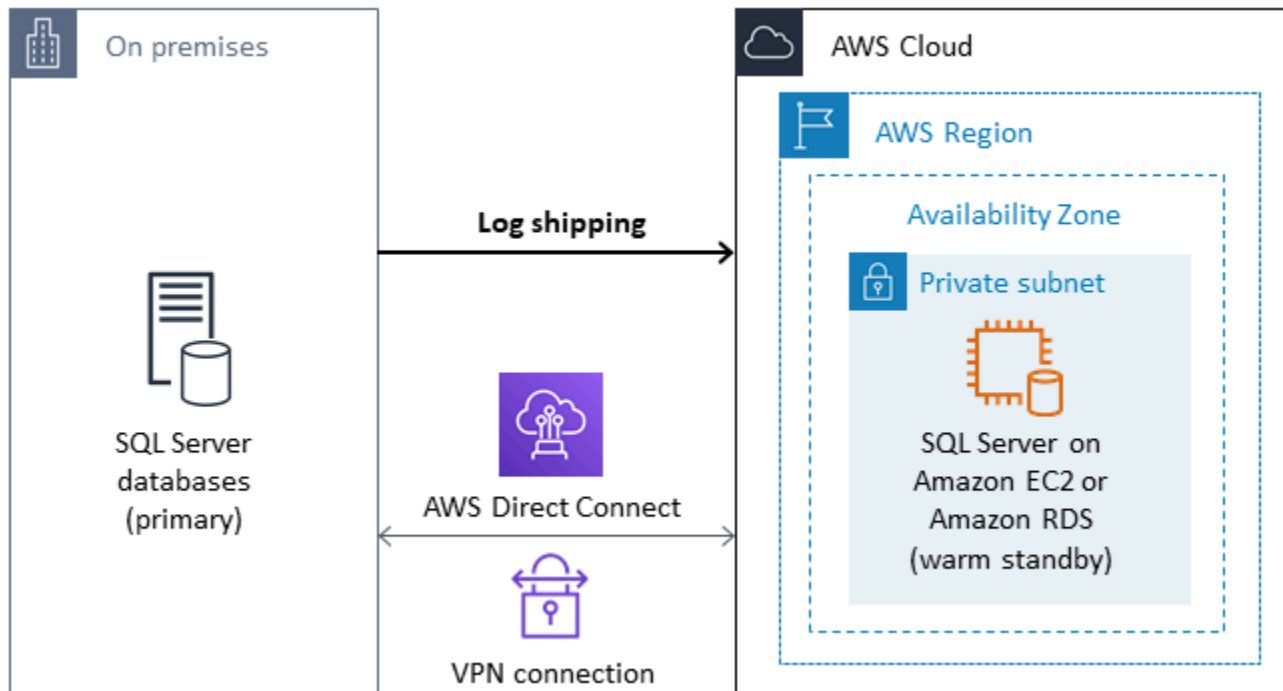 On premises
AWS Cloud
AWS Region
Availability Zone
Log shipping
Private subnet
SQL Server
databases
(primary)
AWS Direct Connect
VPN connection
SQL Server on
Amazon EC2 or
Amazon RDS
(warm standby)